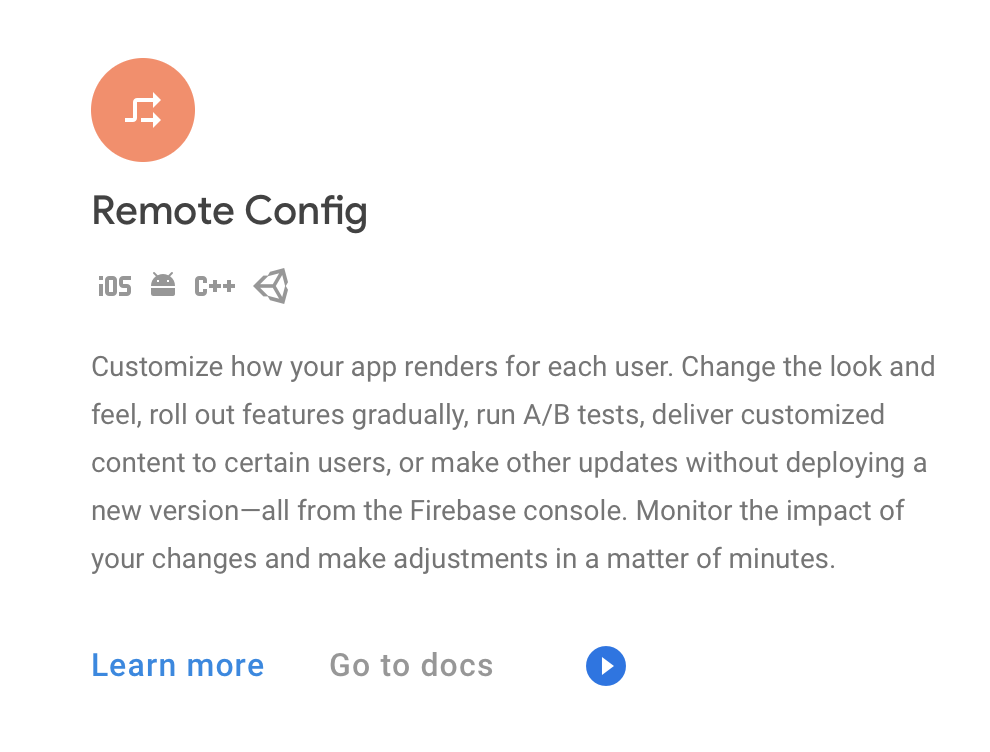 Remote Config
iOS C++
Customize how your app renders for each user. Change the look and
feel, roll out features gradually, run A/B tests, deliver customized
content to certain users, or make other updates without deploying a
new version—all from the Firebase console. Monitor the impact of
your changes and make adjustments in a matter of minutes.
Learn more Go to docs